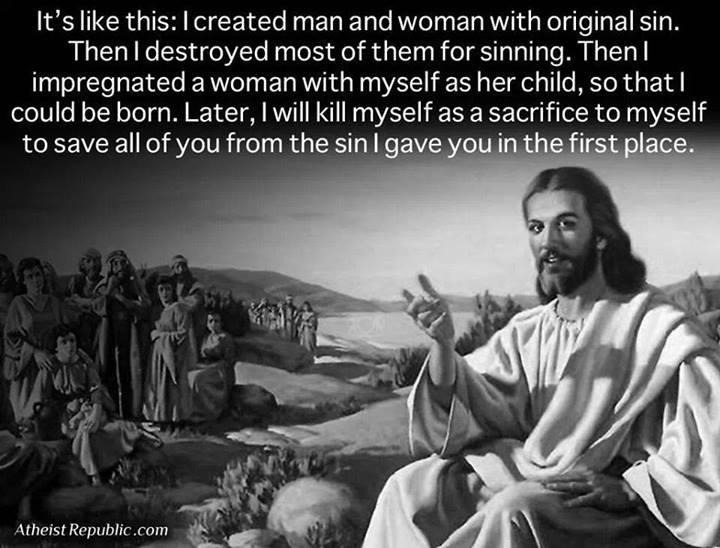 It's like this: I created man and woman with original sin.
Then I destroyed most of them for sinning. Then I
impregnated a woman with myself as her child, so that I
could be born. Later, I will kill myself as a sacrifice to myself
to save all of you from the sin I gave you in the first place.
Atheist Republic.com